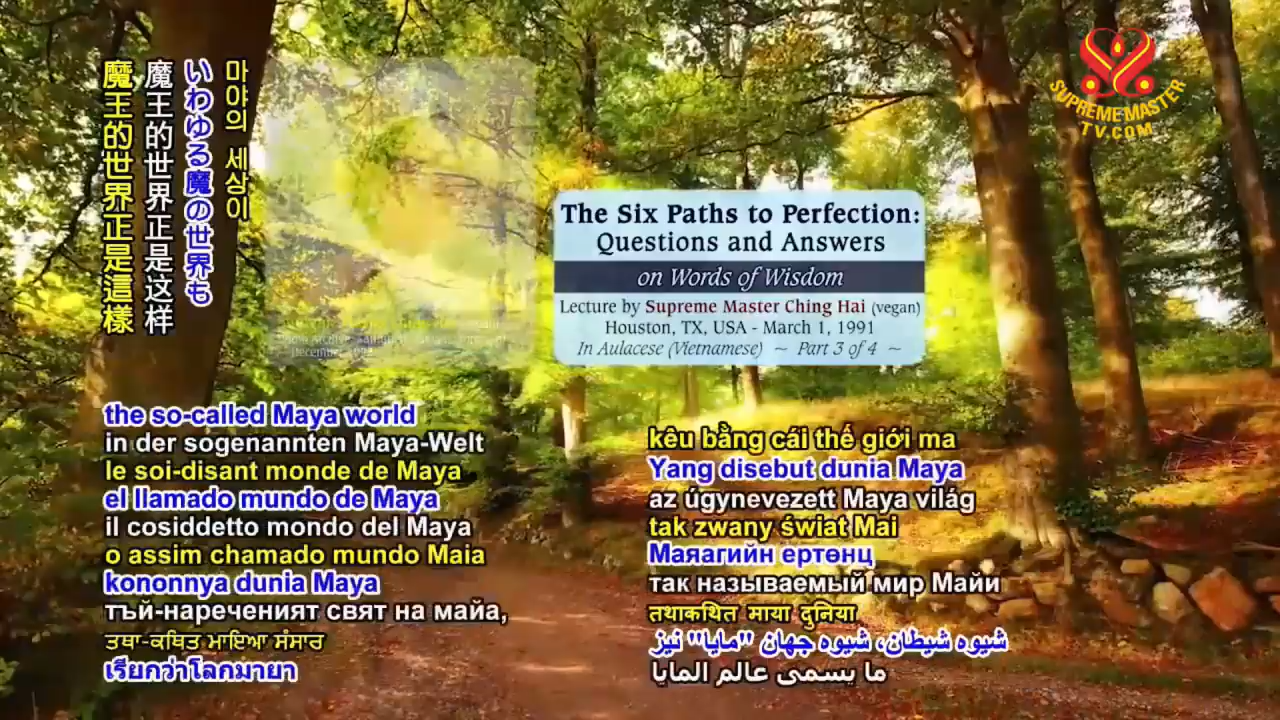 마야의 세상이
いわゆる魔の世界も
魔王的世界正是这样
魔王的世界正是這樣
SUPREME MASTER
TV.COM
The Six Paths to Perfection:
Questions and Answers
on Words of Wisdom
Lecture by Supreme Master Ching Hai (vegan)
Houston, TX, USA - March 1, 1991
In Aulacese (Vietnamese) ~ Part 3 of 4 ~
December
the so-called Maya world
in der sogenannten Maya-Welt
le soi-disant monde de Maya
el llamado mundo de Maya
il cosiddetto mondo del Maya
o assim chamado mundo Maia
kononnya dunia Maya
тъй-нареченият свят на майа,
ਤਥਾ-ਕਥਿਤ ਮਾਇਆ ਸੰਸਾਰ
เรียกว่าโลกมายา
kêu bằng cái thế giới ma
Yang disebut dunia Maya
az úgynevezett Maya világ
tak zwany świat Mai
Маяагийн ертөнц
так называемый мир Майи
तथाकथित माया दुनिया
شیوه شیطان، شیوه جهان "مایا" نیز
ما يسمى عالم المايا